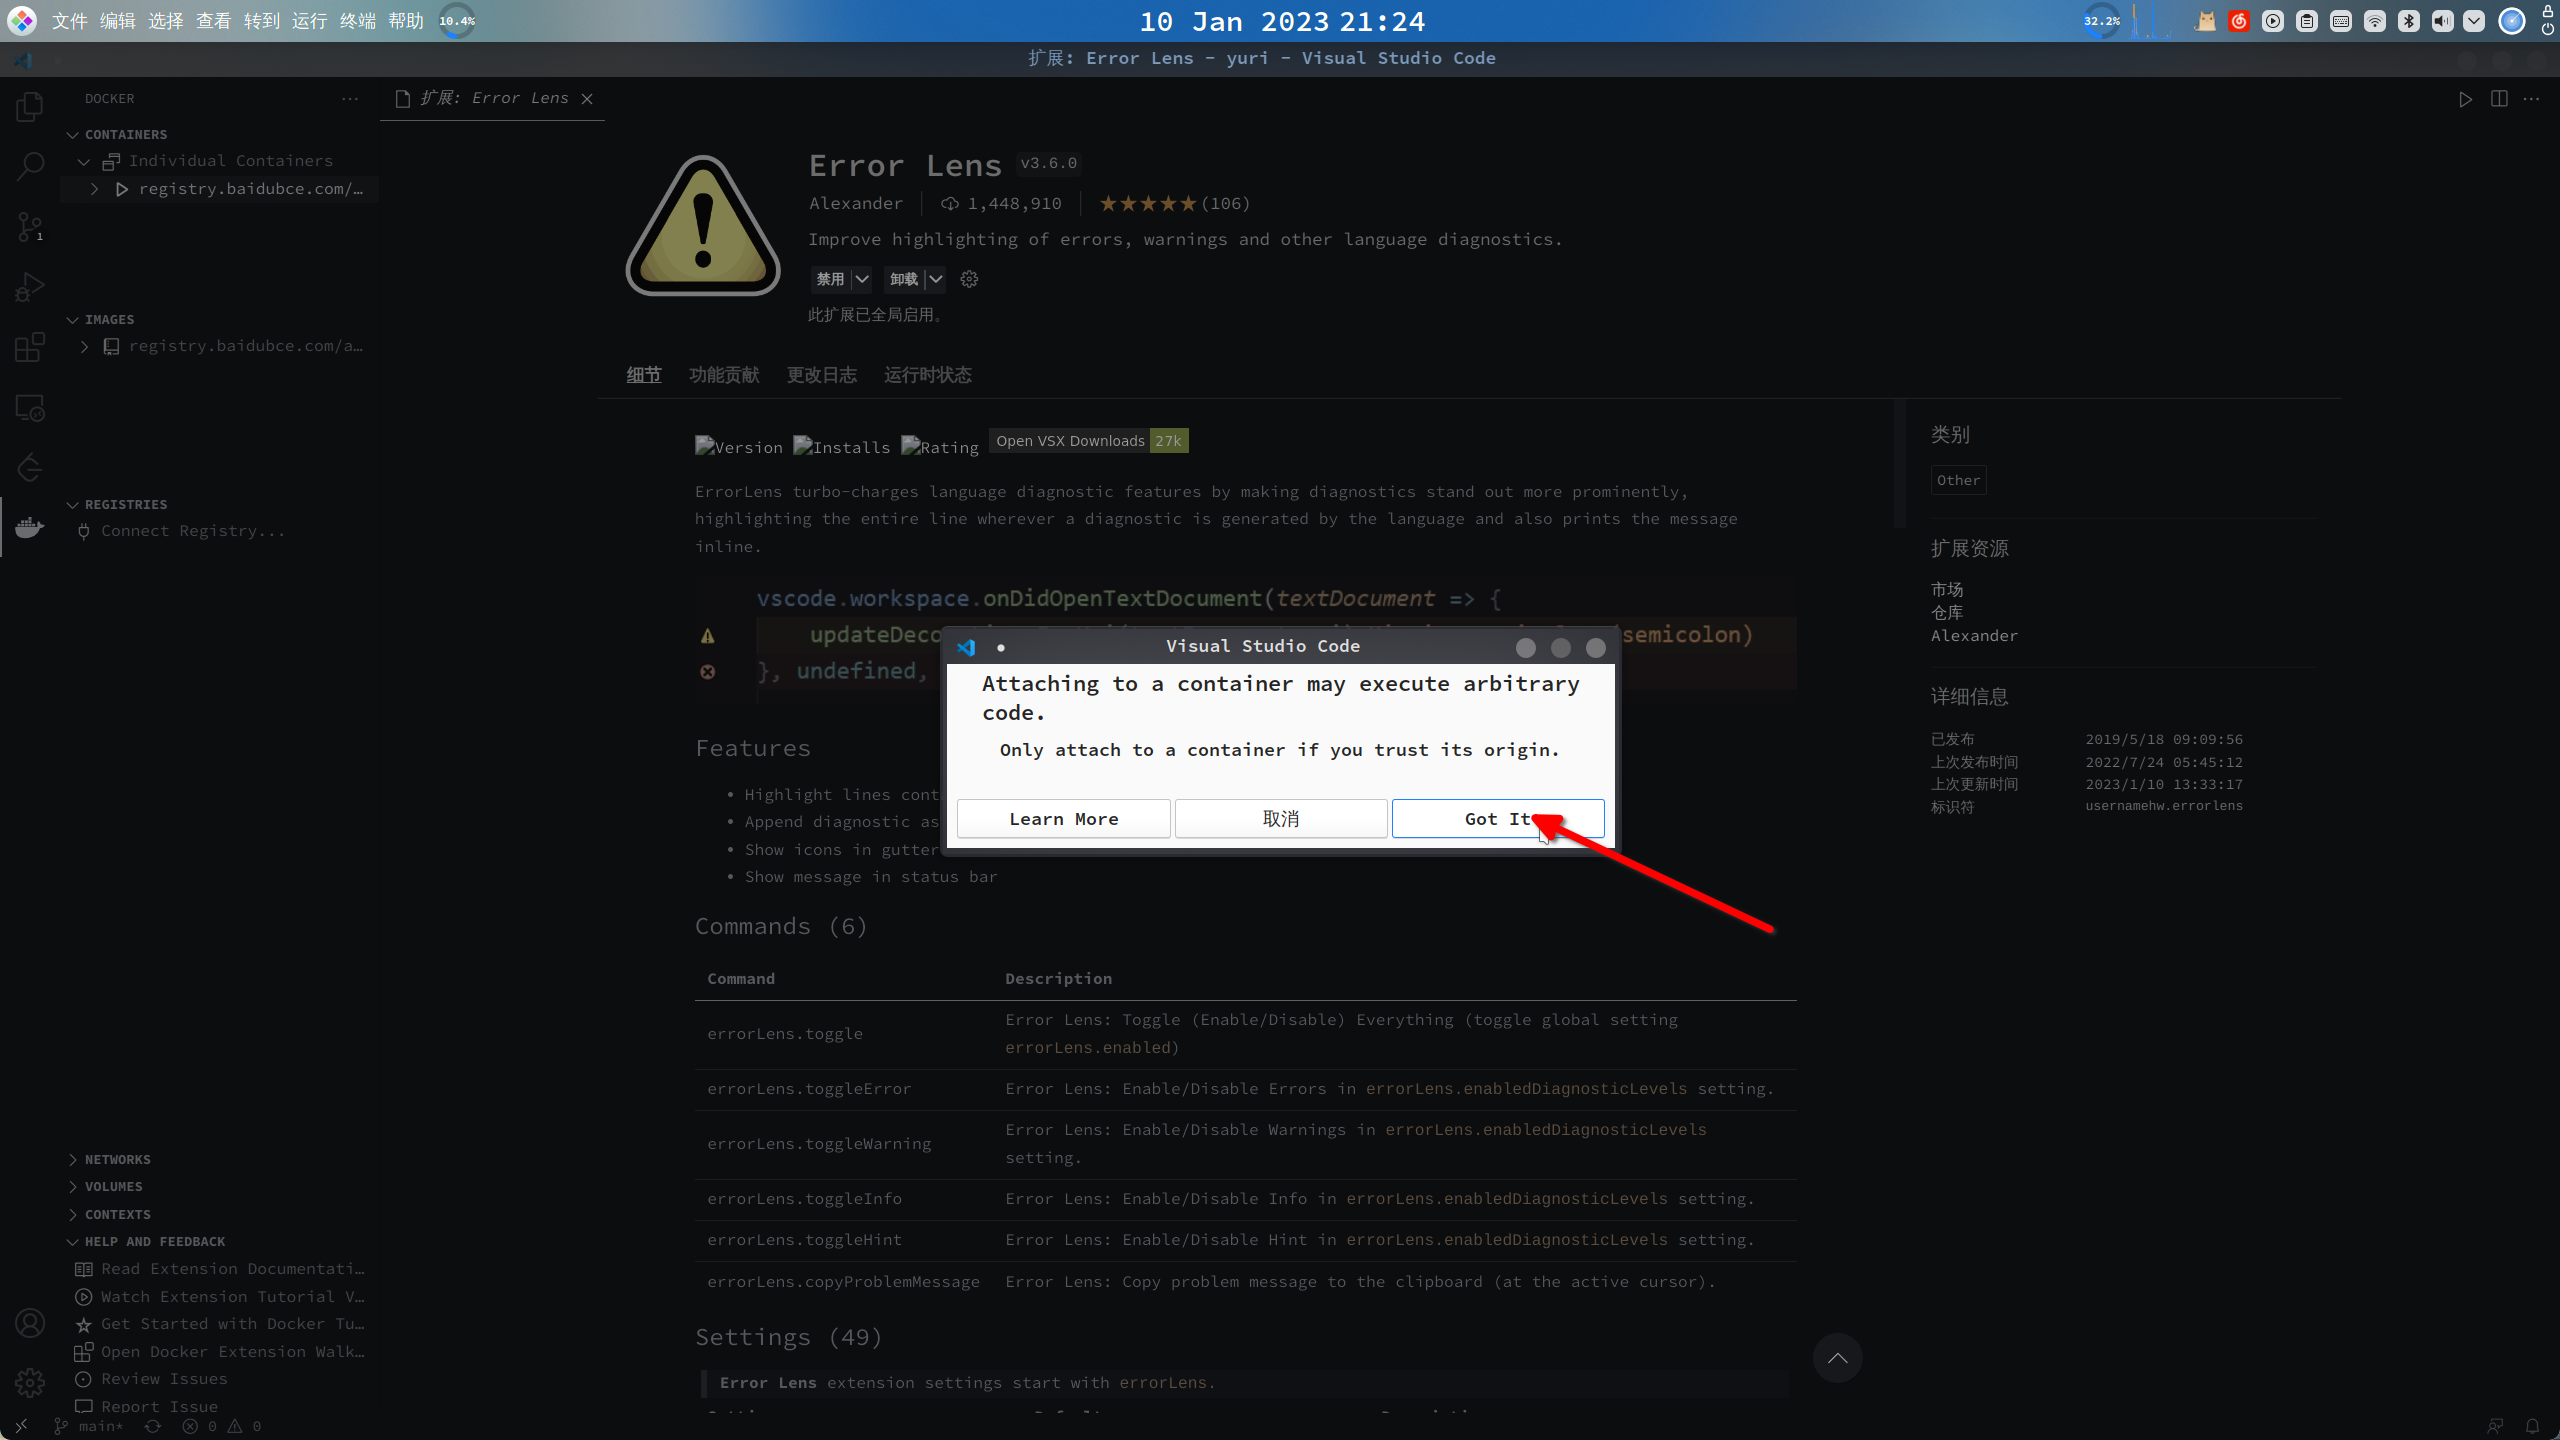 文件 编辑 选择 查看 转到 运行 终端 帮助 10.4% 10 Jan 2023 21:24 32.2%
扩展: Error Lens - yuri - Visual Studio Code
DOCKER
扩展: Error Lens
CONTAINERS
Individual Containers
registry.baidubce.com/…
1
IMAGES
registry.baidubce.com/a…
REGISTRIES
Connect Registry...
NETWORKS
VOLUMES
CONTEXTS
HELP AND FEEDBACK
Read Extension Documentati…
Watch Extension Tutorial V…
Get Started with Docker Tu…
Open Docker Extension Walk…
Review Issues
Report Issue
Error Lens v3.6.0
Alexander 1,448,910 ★★★★★(106)
Improve highlighting of errors, warnings and other language diagnostics.
禁用 卸载
此扩展已全局启用。
细节 功能贡献 更改日志 运行时状态
Version Installs Rating Open VSX Downloads 27k
ErrorLens turbo-charges language diagnostic features by making diagnostics stand out more prominently,
highlighting the entire line wherever a diagnostic is generated by the language and also prints the message
inline.
vscode.workspace.onDidOpenTextDocument(textDocument => {
semicolon)
}, undefined,
Visual Studio Code
Attaching to a container may execute arbitrary
code.
Only attach to a container if you trust its origin.
Learn More 取消 Got It
Features
• Highlight lines cont
• Append diagnostic as
• Show icons in gutter
• Show message in status bar
Commands (6)
Command Description
errorLens.toggle Error Lens: Toggle (Enable/Disable) Everything (toggle global setting
errorLens.enabled)
errorLens.toggleError Error Lens: Enable/Disable Errors in errorLens.enabledDiagnosticLevels setting.
errorLens.toggleWarning Error Lens: Enable/Disable Warnings in errorLens.enabledDiagnosticLevels
setting.
errorLens.toggleInfo Error Lens: Enable/Disable Info in errorLens.enabledDiagnosticLevels setting.
errorLens.toggleHint Error Lens: Enable/Disable Hint in errorLens.enabledDiagnosticLevels setting.
errorLens.copyProblemMessage Error Lens: Copy problem message to the clipboard (at the active cursor).
Settings (49)
Error Lens extension settings start with errorLens.
类别
Other
扩展资源
市场
仓库
Alexander
详细信息
已发布 2019/5/18 09:09:56
上次发布时间 2022/7/24 05:45:12
上次更新时间 2023/1/10 13:33:17
标识符 usernamehw.errorlens
main* 0 0